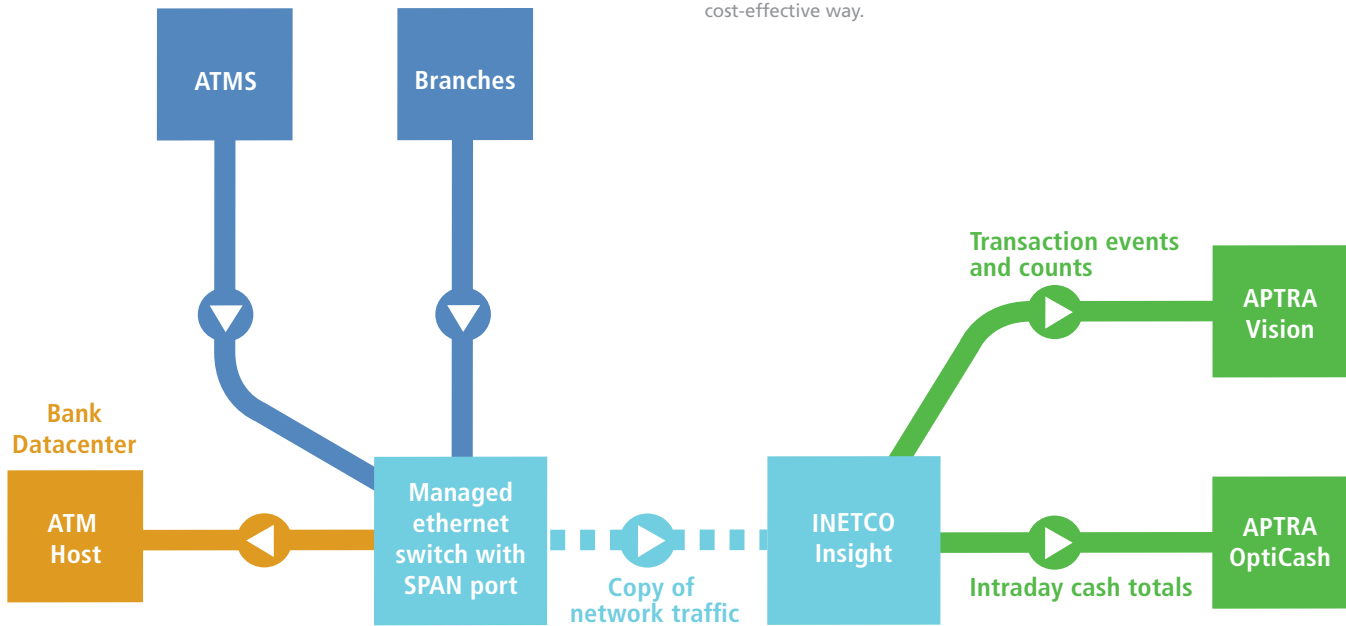 cost-effective way.
ATMS
Branches
Transaction events
and counts
APTRA
Vision
Bank
Datacenter
ATM
Host
Managed
ethernet
switch with
SPAN port
Copy of
network traffic
INETCO
Insight
Intraday cash totals
APTRA
OptiCash